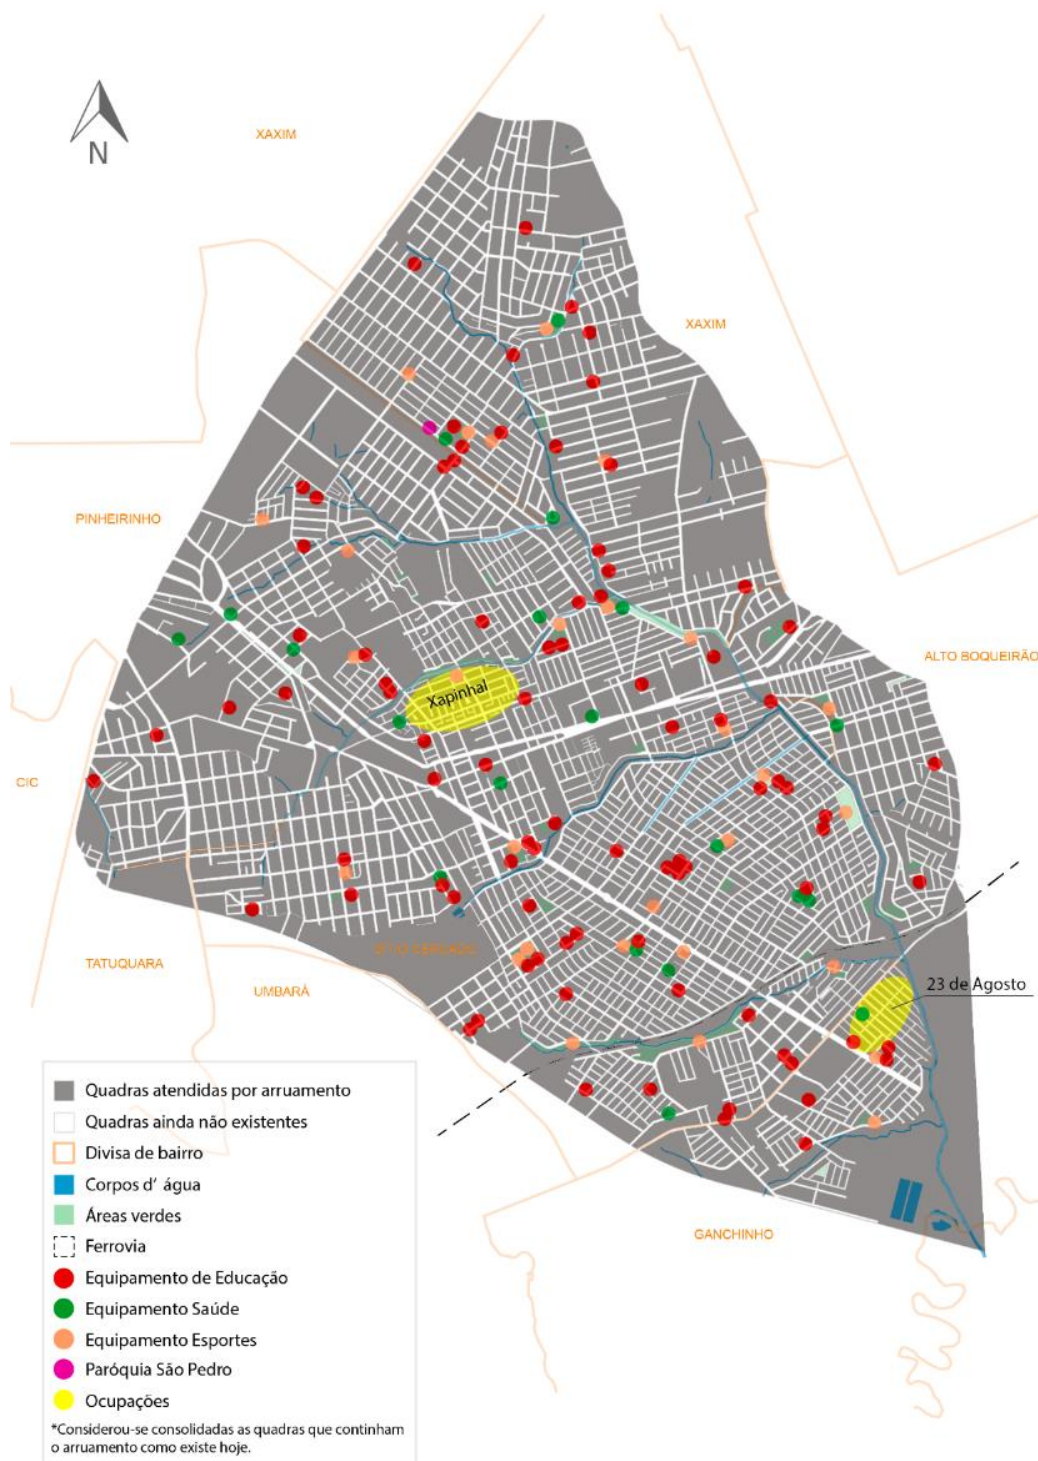 XAXIM
N
XAXIM
PINHEIRINHO
ALTO BOQUEIRÃO
Xapinhal
CIC
SÍTIO CERCADO
TATUQUARA
UMBARÁ
23 de Agosto
GANCHINHO
Quadras atendidas por arruamento
Quadras ainda não existentes
Divisa de bairro
Corpos d' água
Áreas verdes
Ferrovia
Equipamento de Educação
Equipamento Saúde
Equipamento Esportes
Paróquia São Pedro
Ocupações
*Considerou-se consolidadas as quadras que continham
o arruamento como existe hoje.